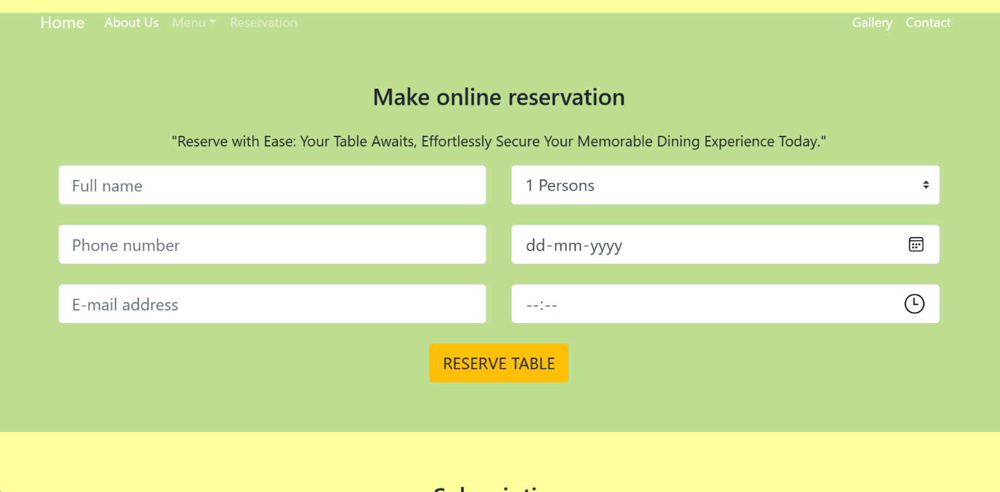 Home About Us Menu Reservation Gallery Contact
Make online reservation
"Reserve with Ease: Your Table Awaits, Effortlessly Secure Your Memorable Dining Experience Today."
Full name 1 Persons
Phone number dd-mm-yyyy
E-mail address --:--
RESERVE TABLE